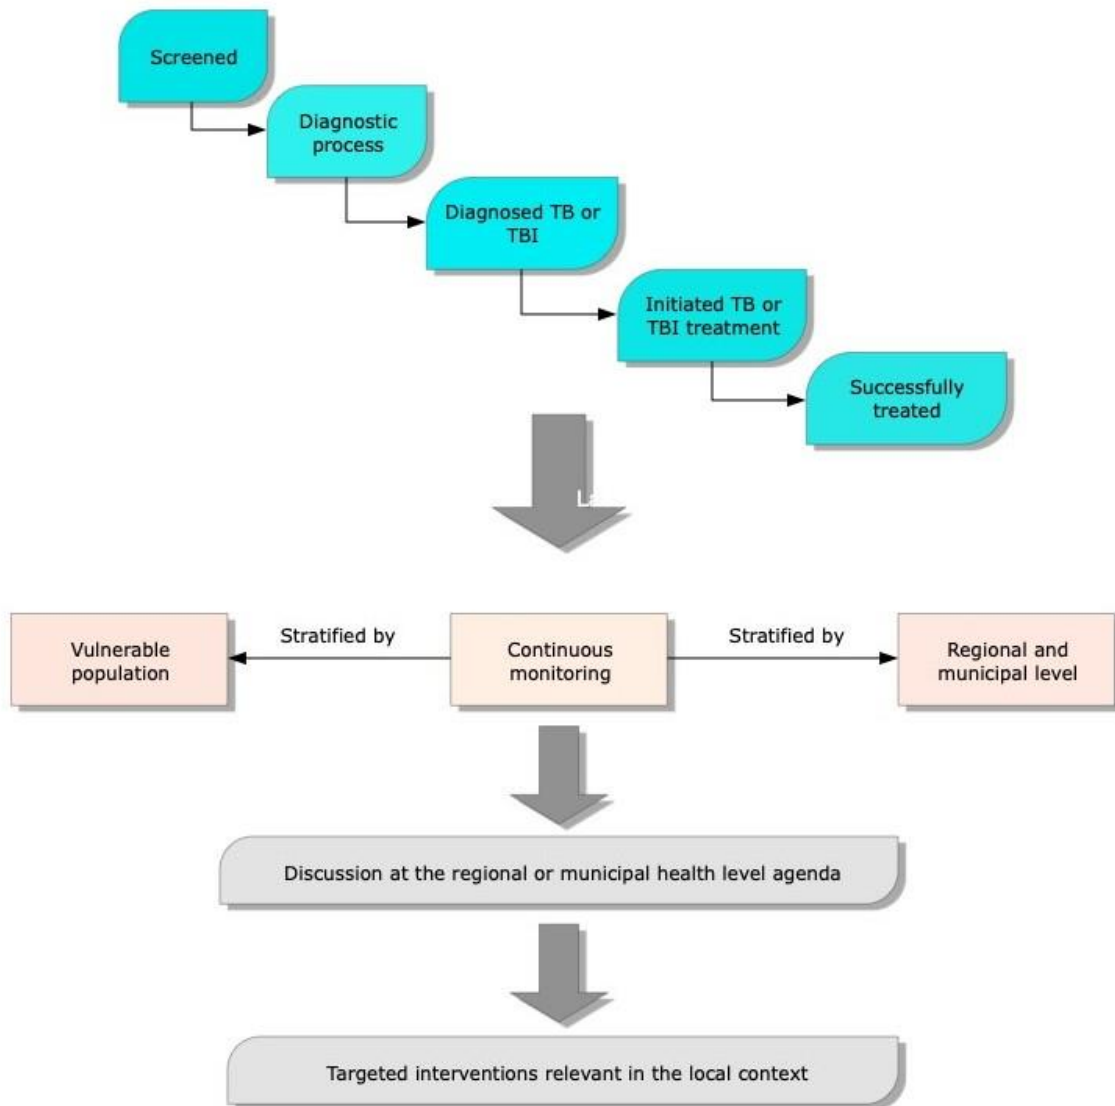 Screened
Diagnostic
process
Diagnosed TB or
TBI
Initiated TB or
TBI treatment
Successfully
treated
Vulnerable
population
Stratified by
Continuous
monitoring
Stratified by
Regional and
municipal level
Discussion at the regional or municipal health level agenda
Targeted interventions relevant in the local context